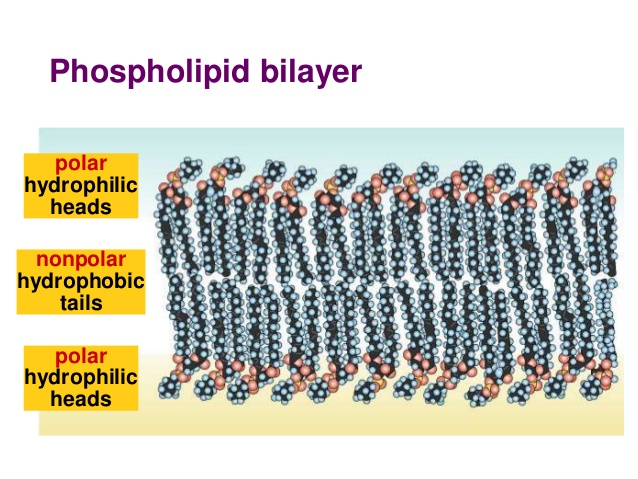 Phospholipid bilayer
polar
hydrophilic
heads
nonpolar
hydrophobic
tails
polar
hydrophilic
heads